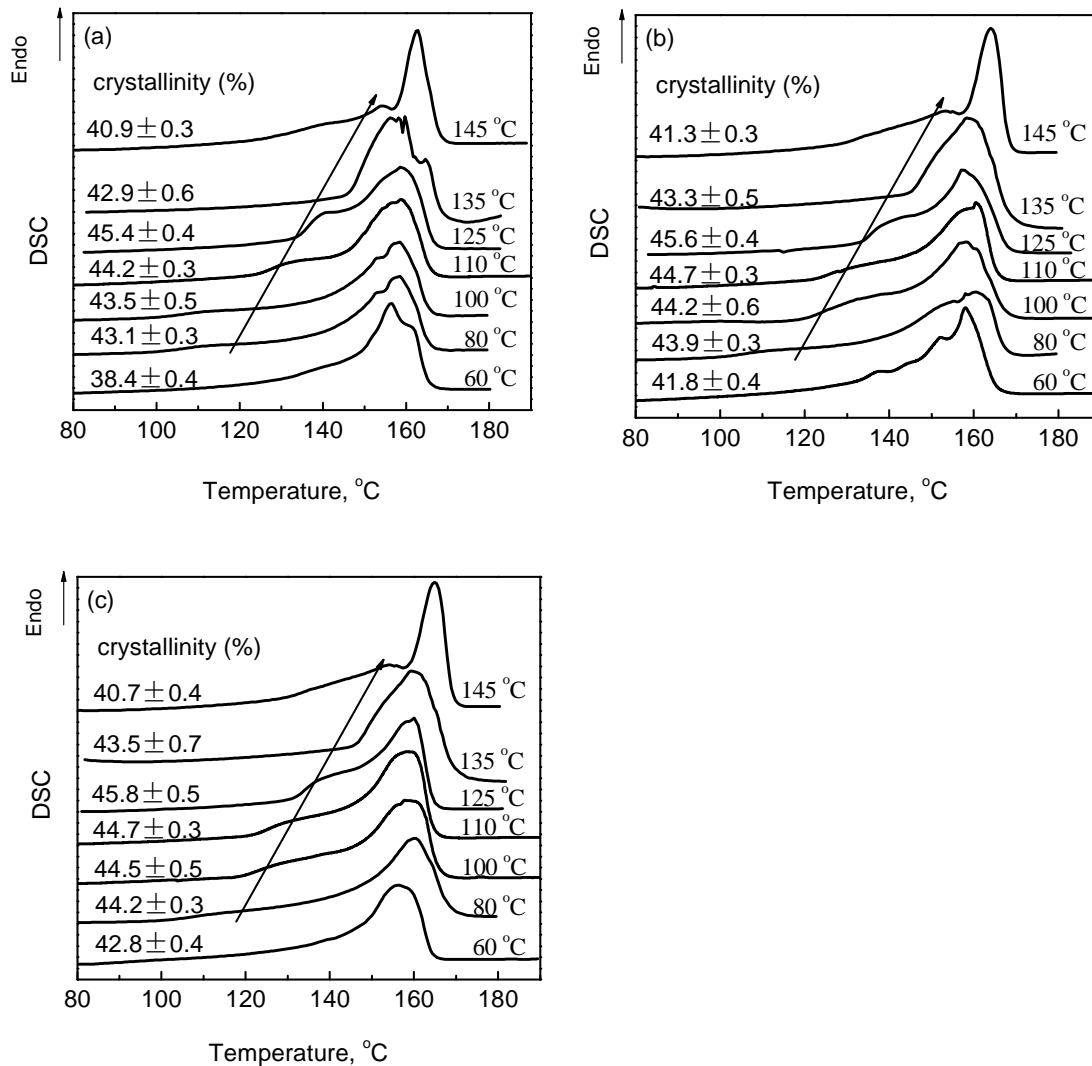 Endo
(a)
crystallinity (%)
40.9±0.3
145 °C
42.9±0.6
135 °C
45.4±0.4
125 °C
44.2±0.3
110 °C
43.5±0.5
100 °C
43.1±0.3
80 °C
38.4±0.4
60 °C
DSC
80 100 120 140 160 180
Temperature, °C
Endo
(b)
crystallinity (%)
41.3±0.3
145 °C
43.3±0.5
135 °C
45.6±0.4
125 °C
44.7±0.3
110 °C
44.2±0.6
100 °C
43.9±0.3
80 °C
41.8±0.4
60 °C
DSC
80 100 120 140 160 180
Temperature, °C
Endo
(c)
crystallinity (%)
40.7±0.4
145 °C
43.5±0.7
135 °C
45.8±0.5
125 °C
44.7±0.3
110 °C
44.5±0.5
100 °C
44.2±0.3
80 °C
42.8±0.4
60 °C
DSC
80 100 120 140 160 180
Temperature, °C